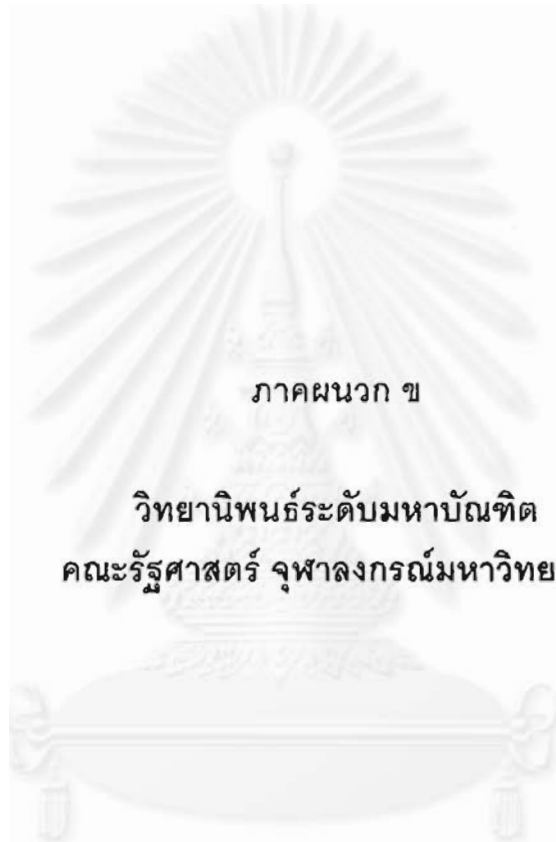 ภาคผนวก ข
วิทยานิพนธ์ระดับมหาบัณฑิต
คณะรัฐศาสตร์ จุฬาลงกรณ์มหาวิทย